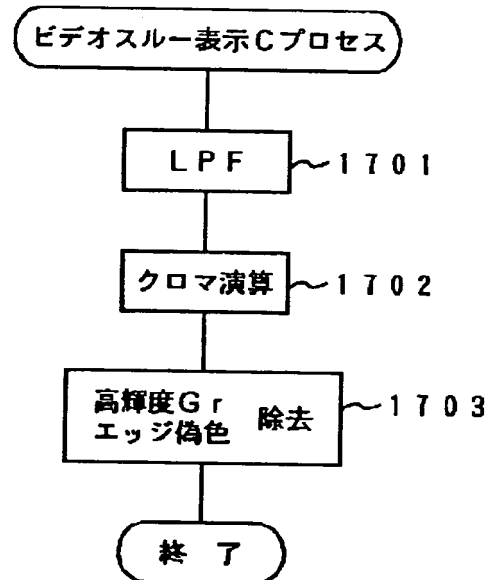 ビデオスルー表示Cプロセス
LPF
1701
クロマ演算
1702
高輝度Gr
エッジ偽色
除去
1703
終 了